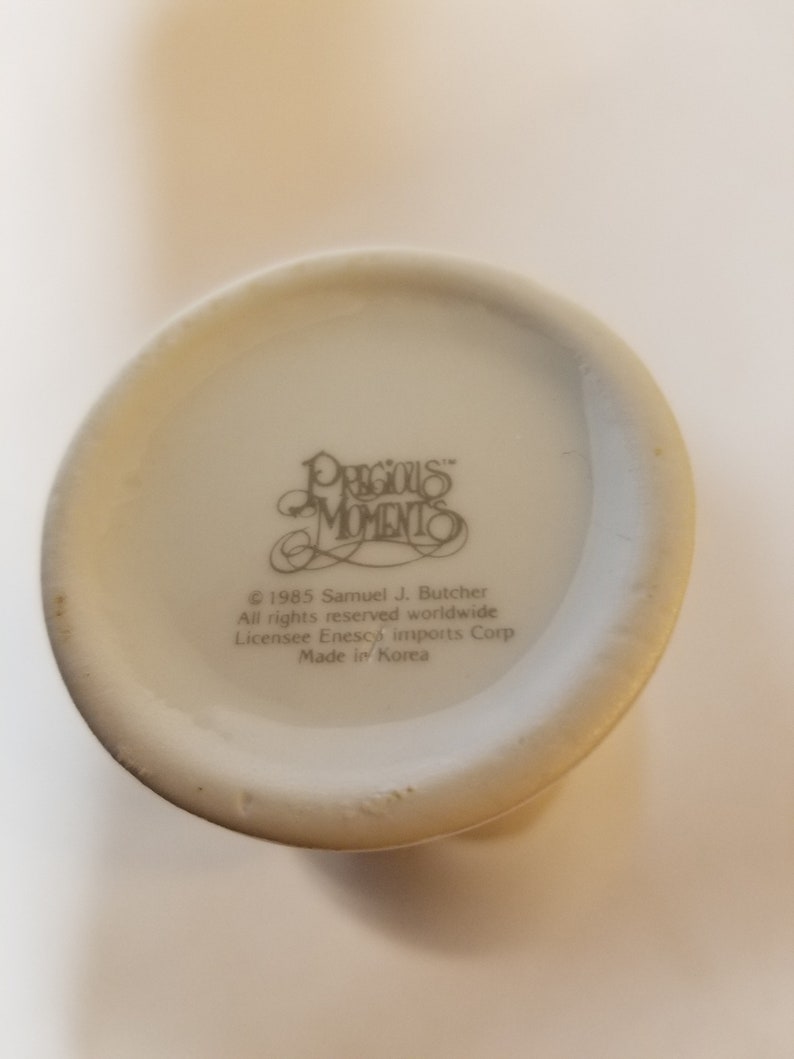 PRECIOUS™
MOMENTS
© 1985 Samuel J. Butcher
All rights reserved worldwide
Licensee Enesco imports Corp
Made in Korea